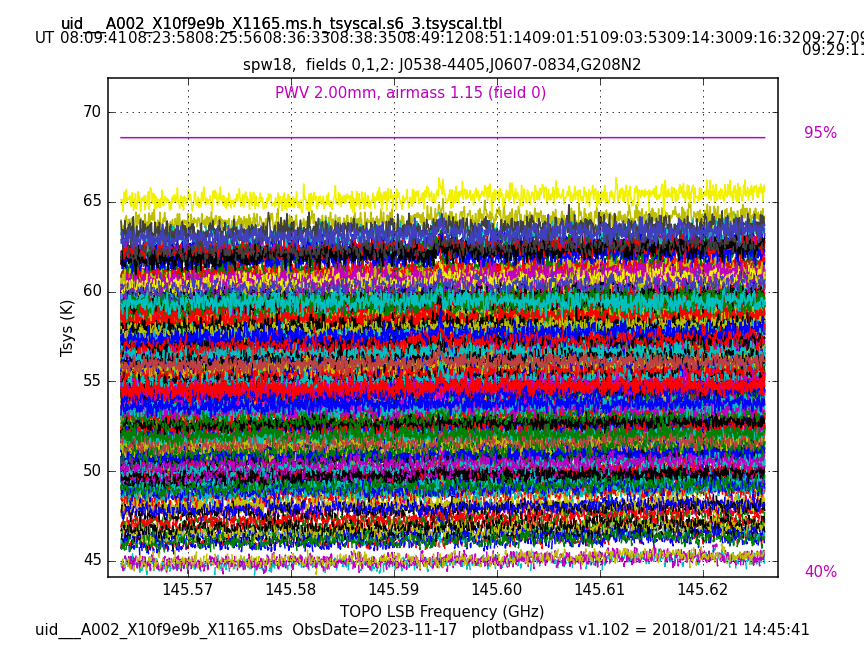 uid___A002_X10f9e9b_X1165.ms.h_tsyscal.s6_3.tsyscal.tbl
UT 08:09:41 08:23:58 08:25:56 08:36:33 08:38:35 08:49:12 08:51:14 09:01:51 09:03:53 09:14:30 09:16:32 09:27:09
09:29:11
spw18, fields 0,1,2: J0538-4405,J0607-0834,G208N2
PWV 2.00mm, airmass 1.15 (field 0)
70
95%
65
60
Tsys (K)
55
50
45
40%
145.57 145.58 145.59 145.60 145.61 145.62
TOPO LSB Frequency (GHz)
uid___A002_X10f9e9b_X1165.ms ObsDate=2023-11-17 plotbandpass v1.102 = 2018/01/21 14:45:41